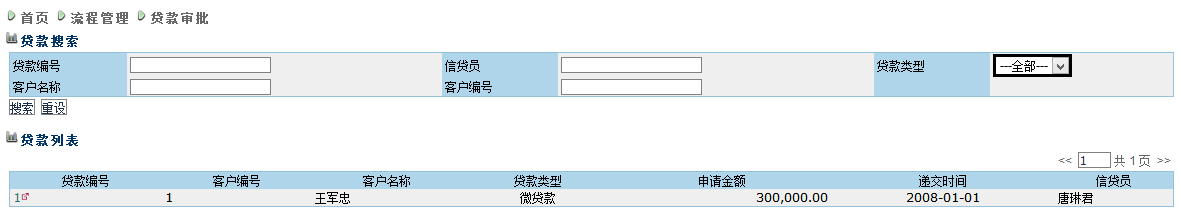 首页 流程管理 贷款审批
贷款搜索
贷款编号 信贷员 贷款类型 ---全部---
客户名称 客户编号
搜索 重设
贷款列表
<< 1 共 1 页 >>
贷款编号 客户编号 客户名称 贷款类型 申请金额 递交时间 信贷员
1 1 王军忠 微贷款 300,000.00 2008-01-01 唐琳君